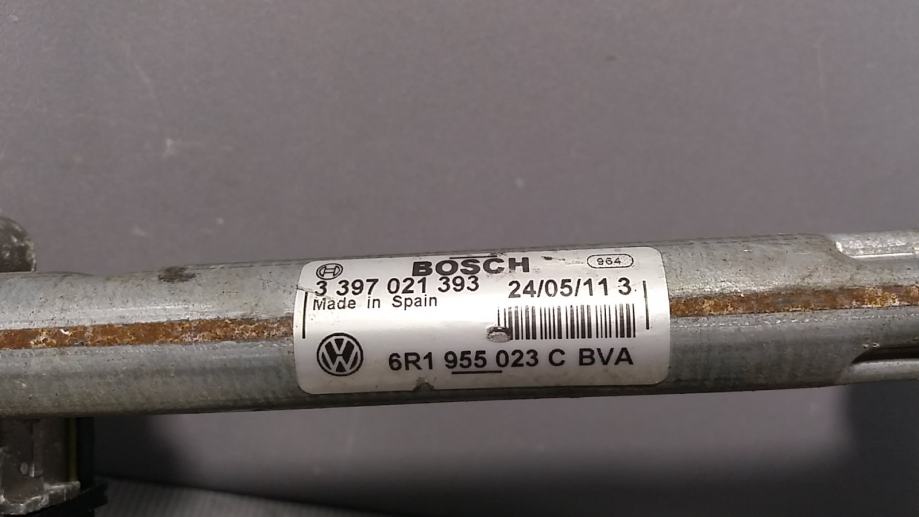 BOSCH 964
3 397 021 393 24/05/11 3
Made in Spain
6R1 955 023 C BVA